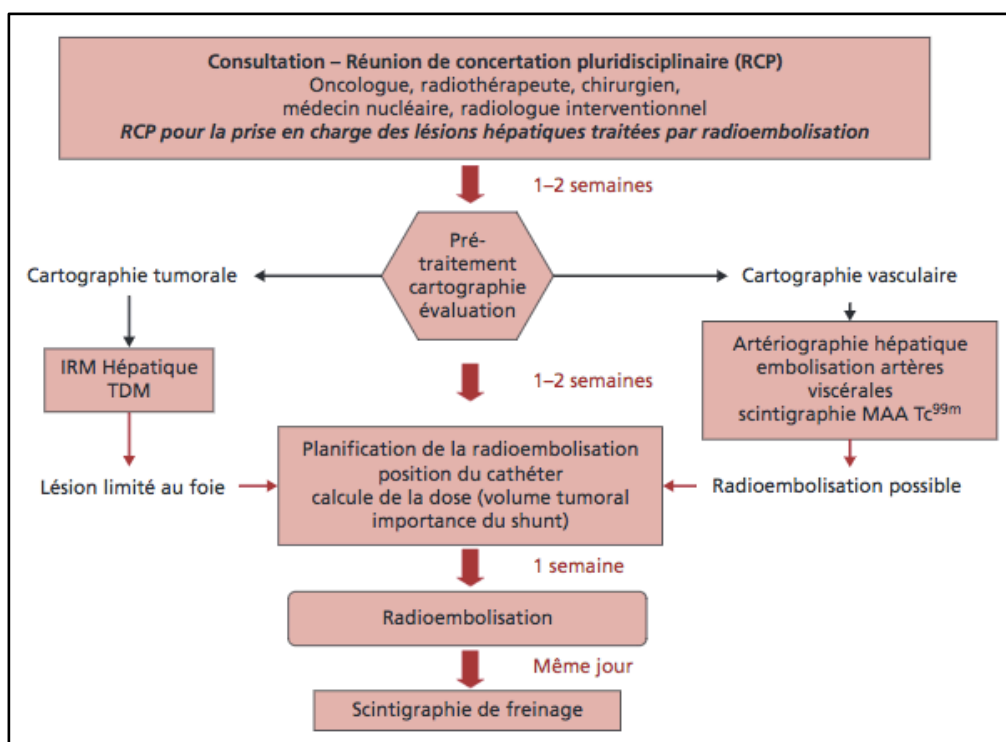 Consultation – Réunion de concertation pluridisciplinaire (RCP)
Oncologue, radiothérapeute, chirurgien,
médecin nucléaire, radiologue interventionnel
RCP pour la prise en charge des lésions hépatiques traitées par radioembolisation
1–2 semaines
Pré-
traitement
cartographie
évaluation
Cartographie tumorale
Cartographie vasculaire
IRM Hépatique
TDM
Artériographie hépatique
embolisation artères
viscérales
scintigraphie MAA Tc99m
1–2 semaines
Lésion limité au foie
Planification de la radioembolisation
position du cathéter
calcule de la dose (volume tumoral
importance du shunt)
Radioembolisation possible
1 semaine
Radioembolisation
Même jour
Scintigraphie de freinage